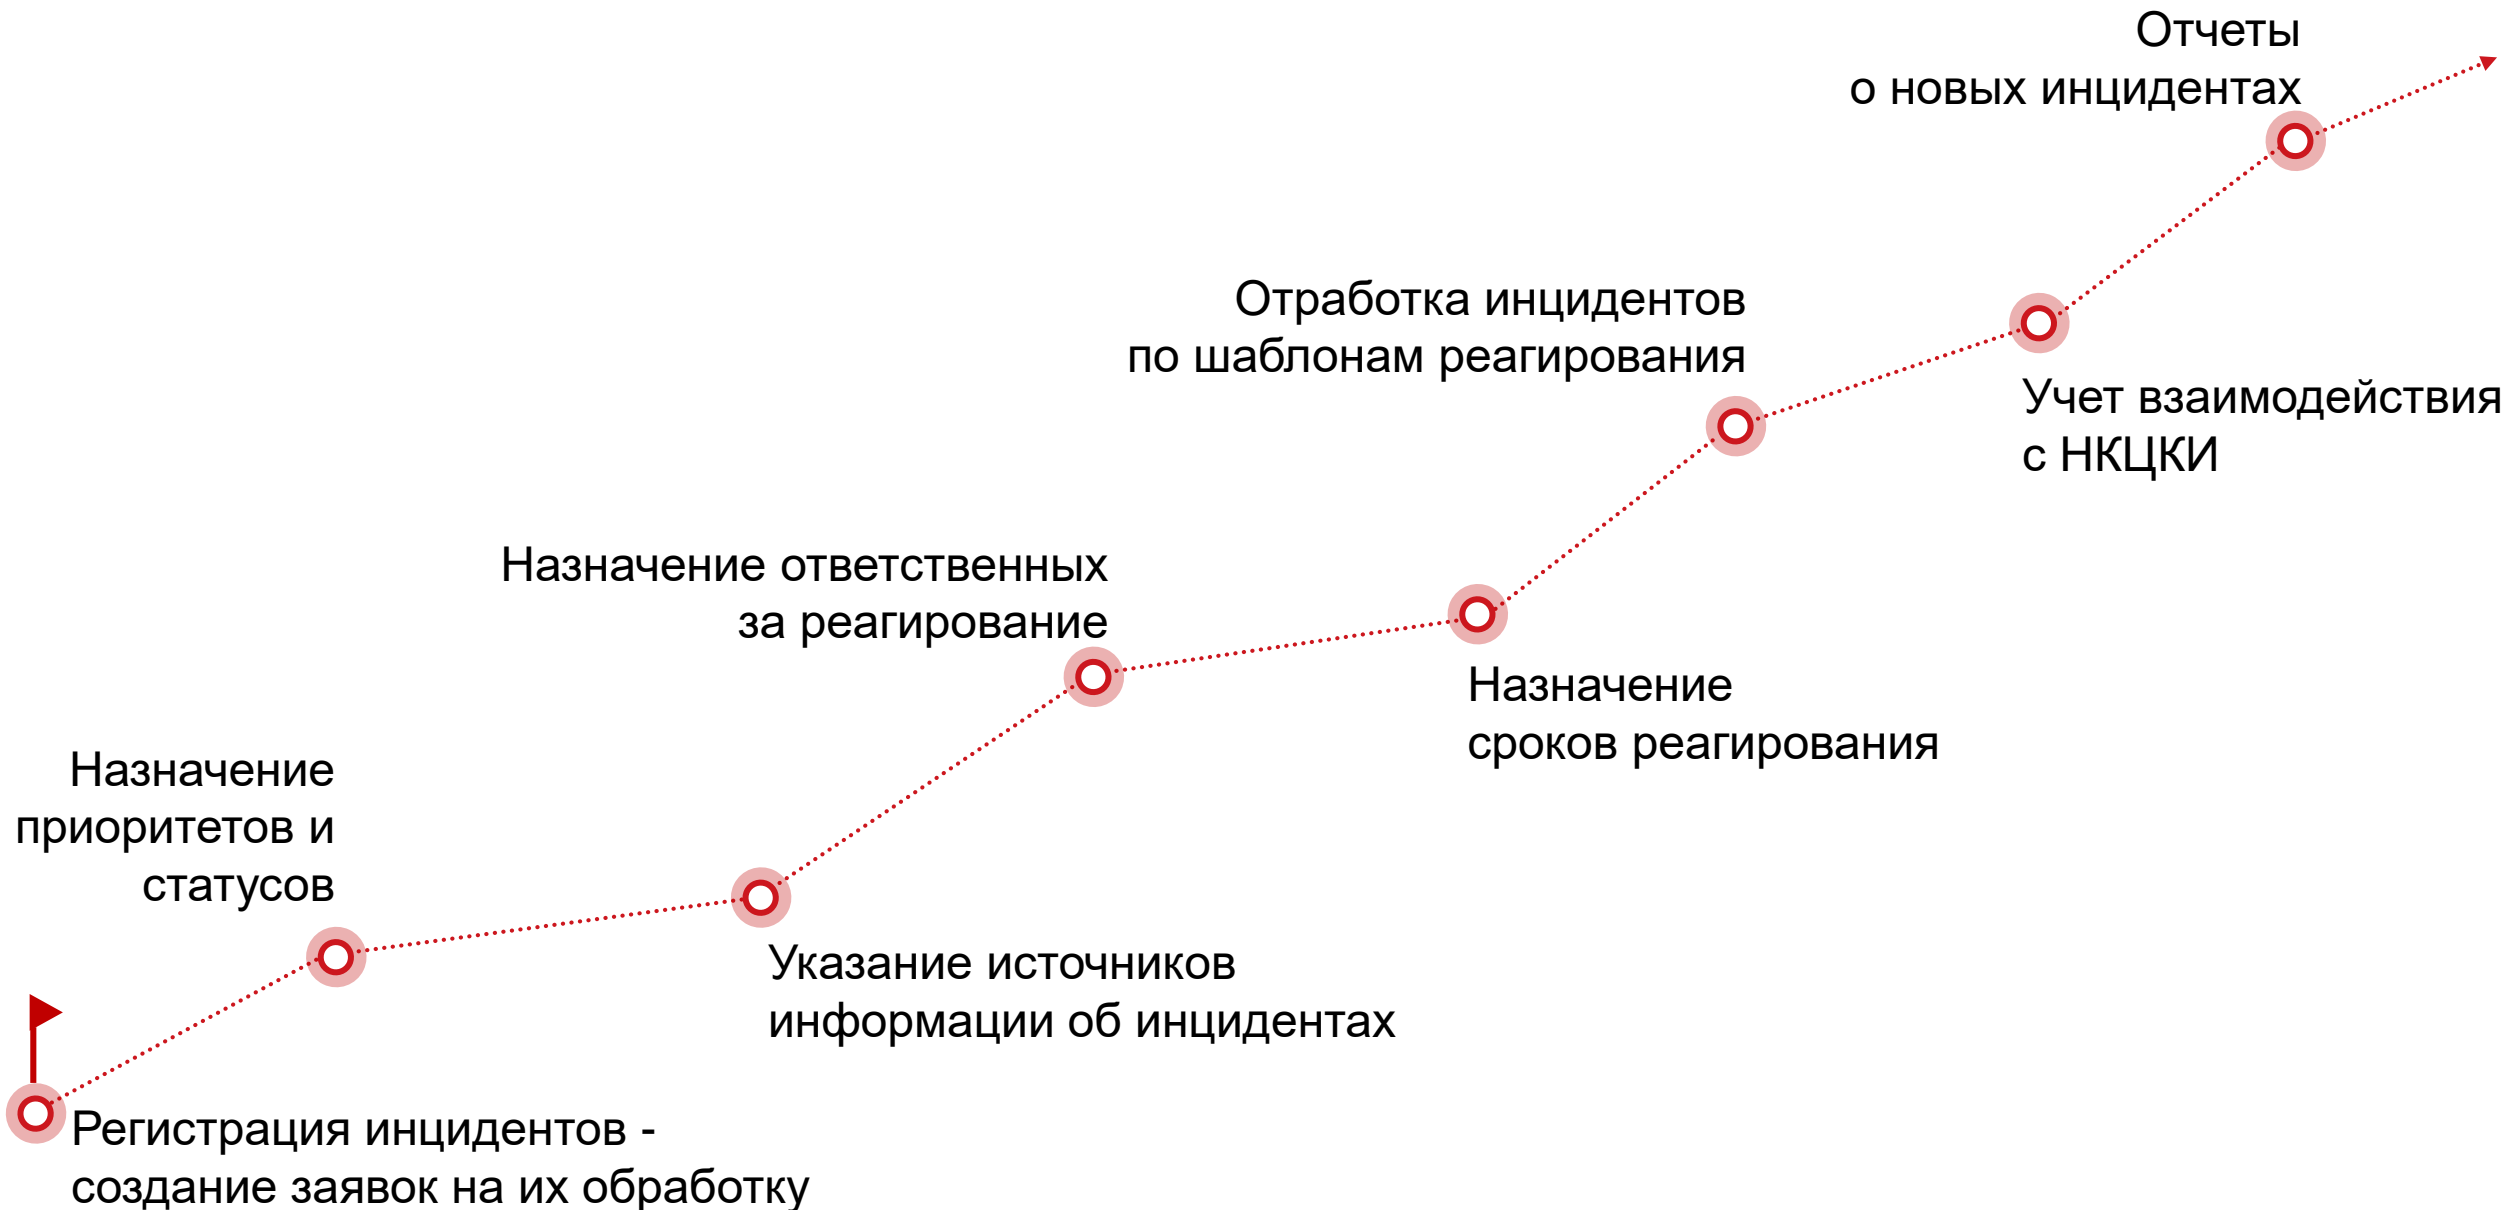 Отчеты
о новых инцидентах
Отработка инцидентов
по шаблонам реагирования
Учет взаимодействия
с НКЦКИ
Назначение ответственных
за реагирование
Назначение
сроков реагирования
Назначение
приоритетов и
статусов
Указание источников
информации об инцидентах
Регистрация инцидентов -
создание заявок на их обработку